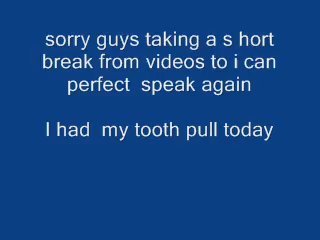 sorry guys taking a s hort
break from videos to i can
perfect  speak again
I had  my tooth pull today